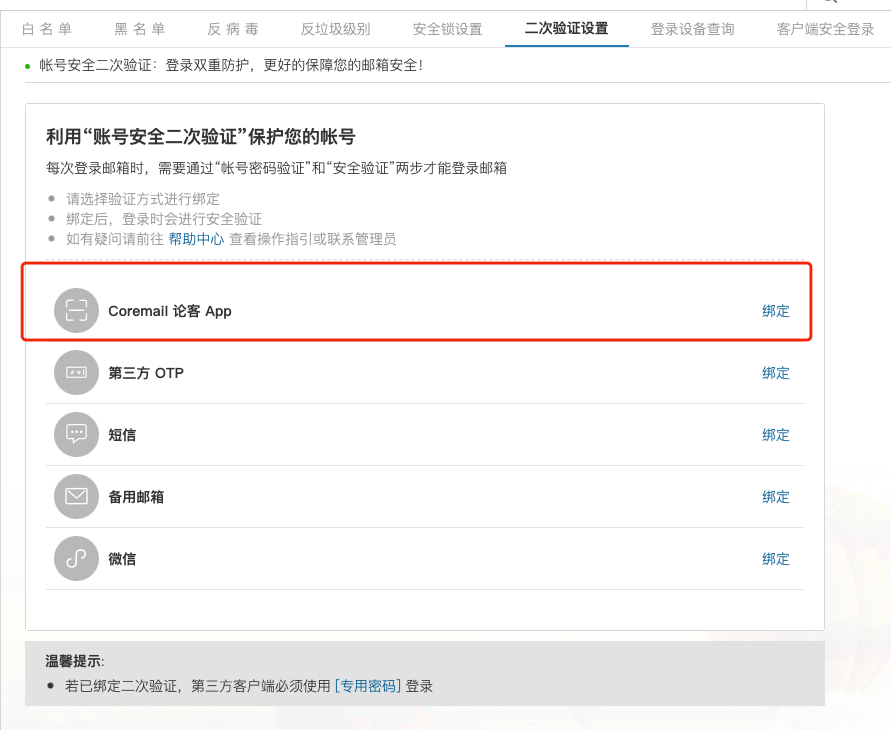 白 名 单 黑 名 单 反 病 毒 反垃圾级别 安全锁设置 二次验证设置 登录设备查询 客户端安全登录
帐号安全二次验证：登录双重防护，更好的保障您的邮箱安全！
利用“账号安全二次验证”保护您的帐号
每次登录邮箱时，需要通过“帐号密码验证”和“安全验证”两步才能登录邮箱
请选择验证方式进行绑定
绑定后，登录时会进行安全验证
如有疑问请前往 帮助中心 查看操作指引或联系管理员
Coremail 论客 App 绑定
第三方 OTP 绑定
短信 绑定
备用邮箱 绑定
微信 绑定
温馨提示:
若已绑定二次验证，第三方客户端必须使用 [专用密码] 登录